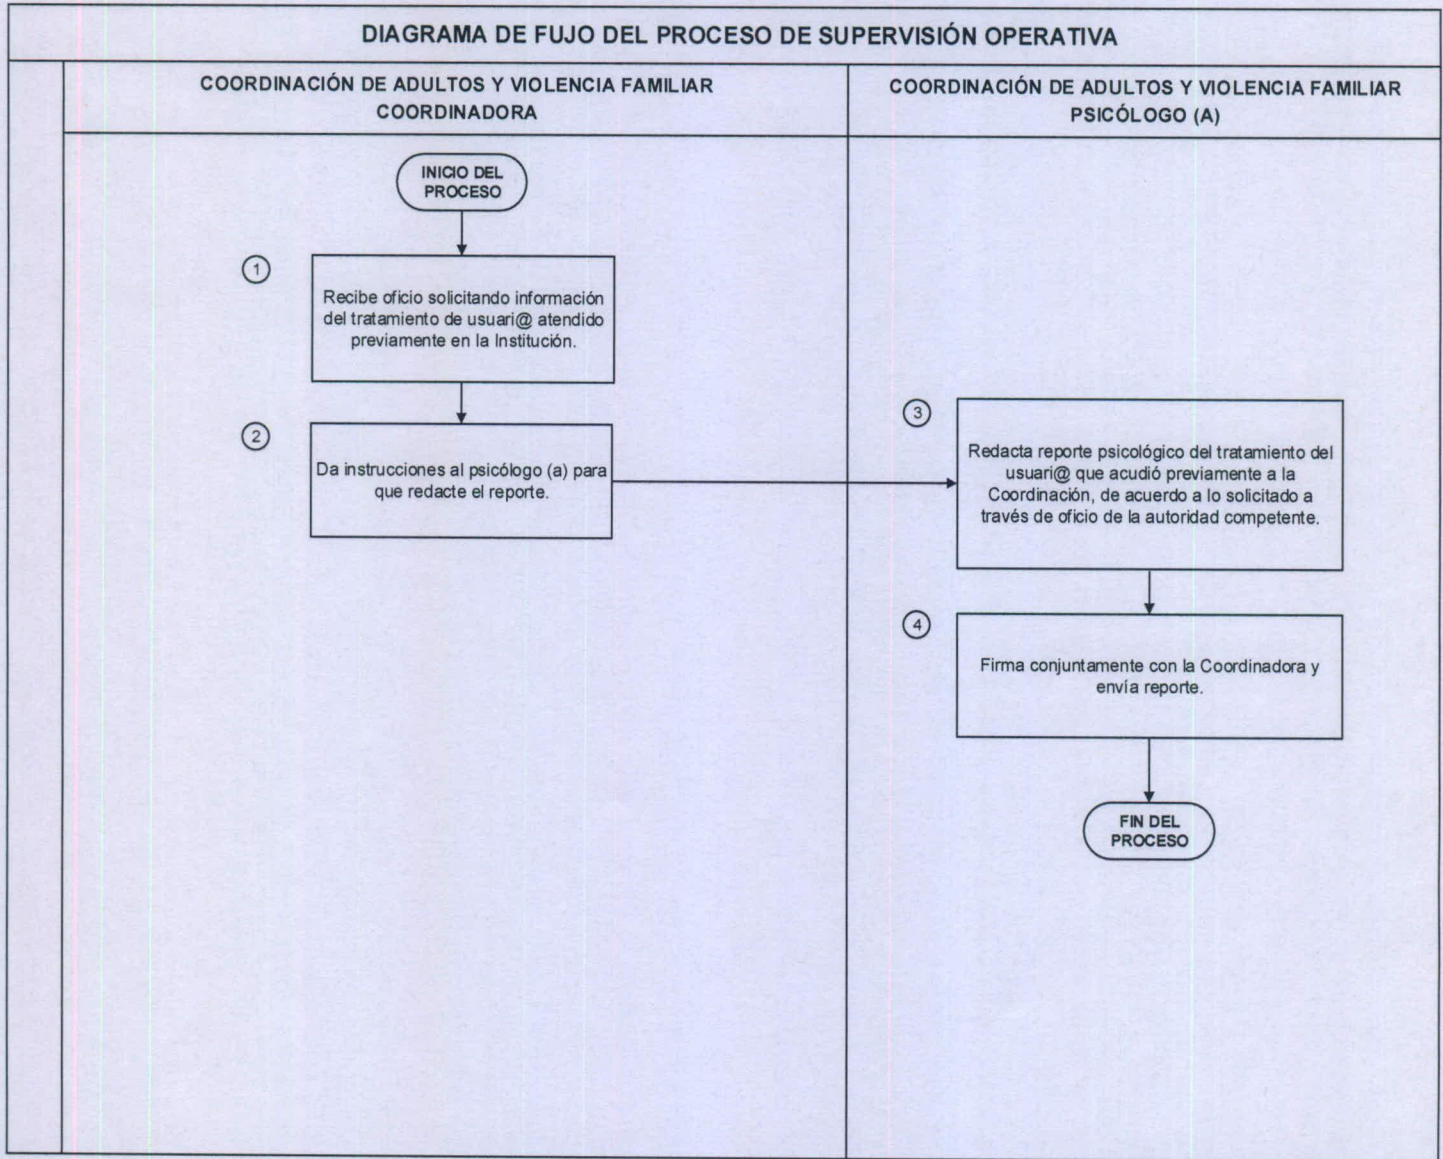 DIAGRAMA DE FUJO DEL PROCESO DE SUPERVISIÓN OPERATIVA
COORDINACIÓN DE ADULTOS Y VIOLENCIA FAMILIAR
COORDINADORA
COORDINACIÓN DE ADULTOS Y VIOLENCIA FAMILIAR
PSICÓLOGO (A)
INICIO DEL
PROCESO
1
Recibe oficio solicitando información
del tratamiento de usuari@ atendido
previamente en la Institución.
2
Da instrucciones al psicólogo (a) para
que redacte el reporte.
3
Redacta reporte psicológico del tratamiento del
usuari@ que acudió previamente a la
Coordinación, de acuerdo a lo solicitado a
través de oficio de la autoridad competente.
4
Firma conjuntamente con la Coordinadora y
envía reporte.
FIN DEL
PROCESO